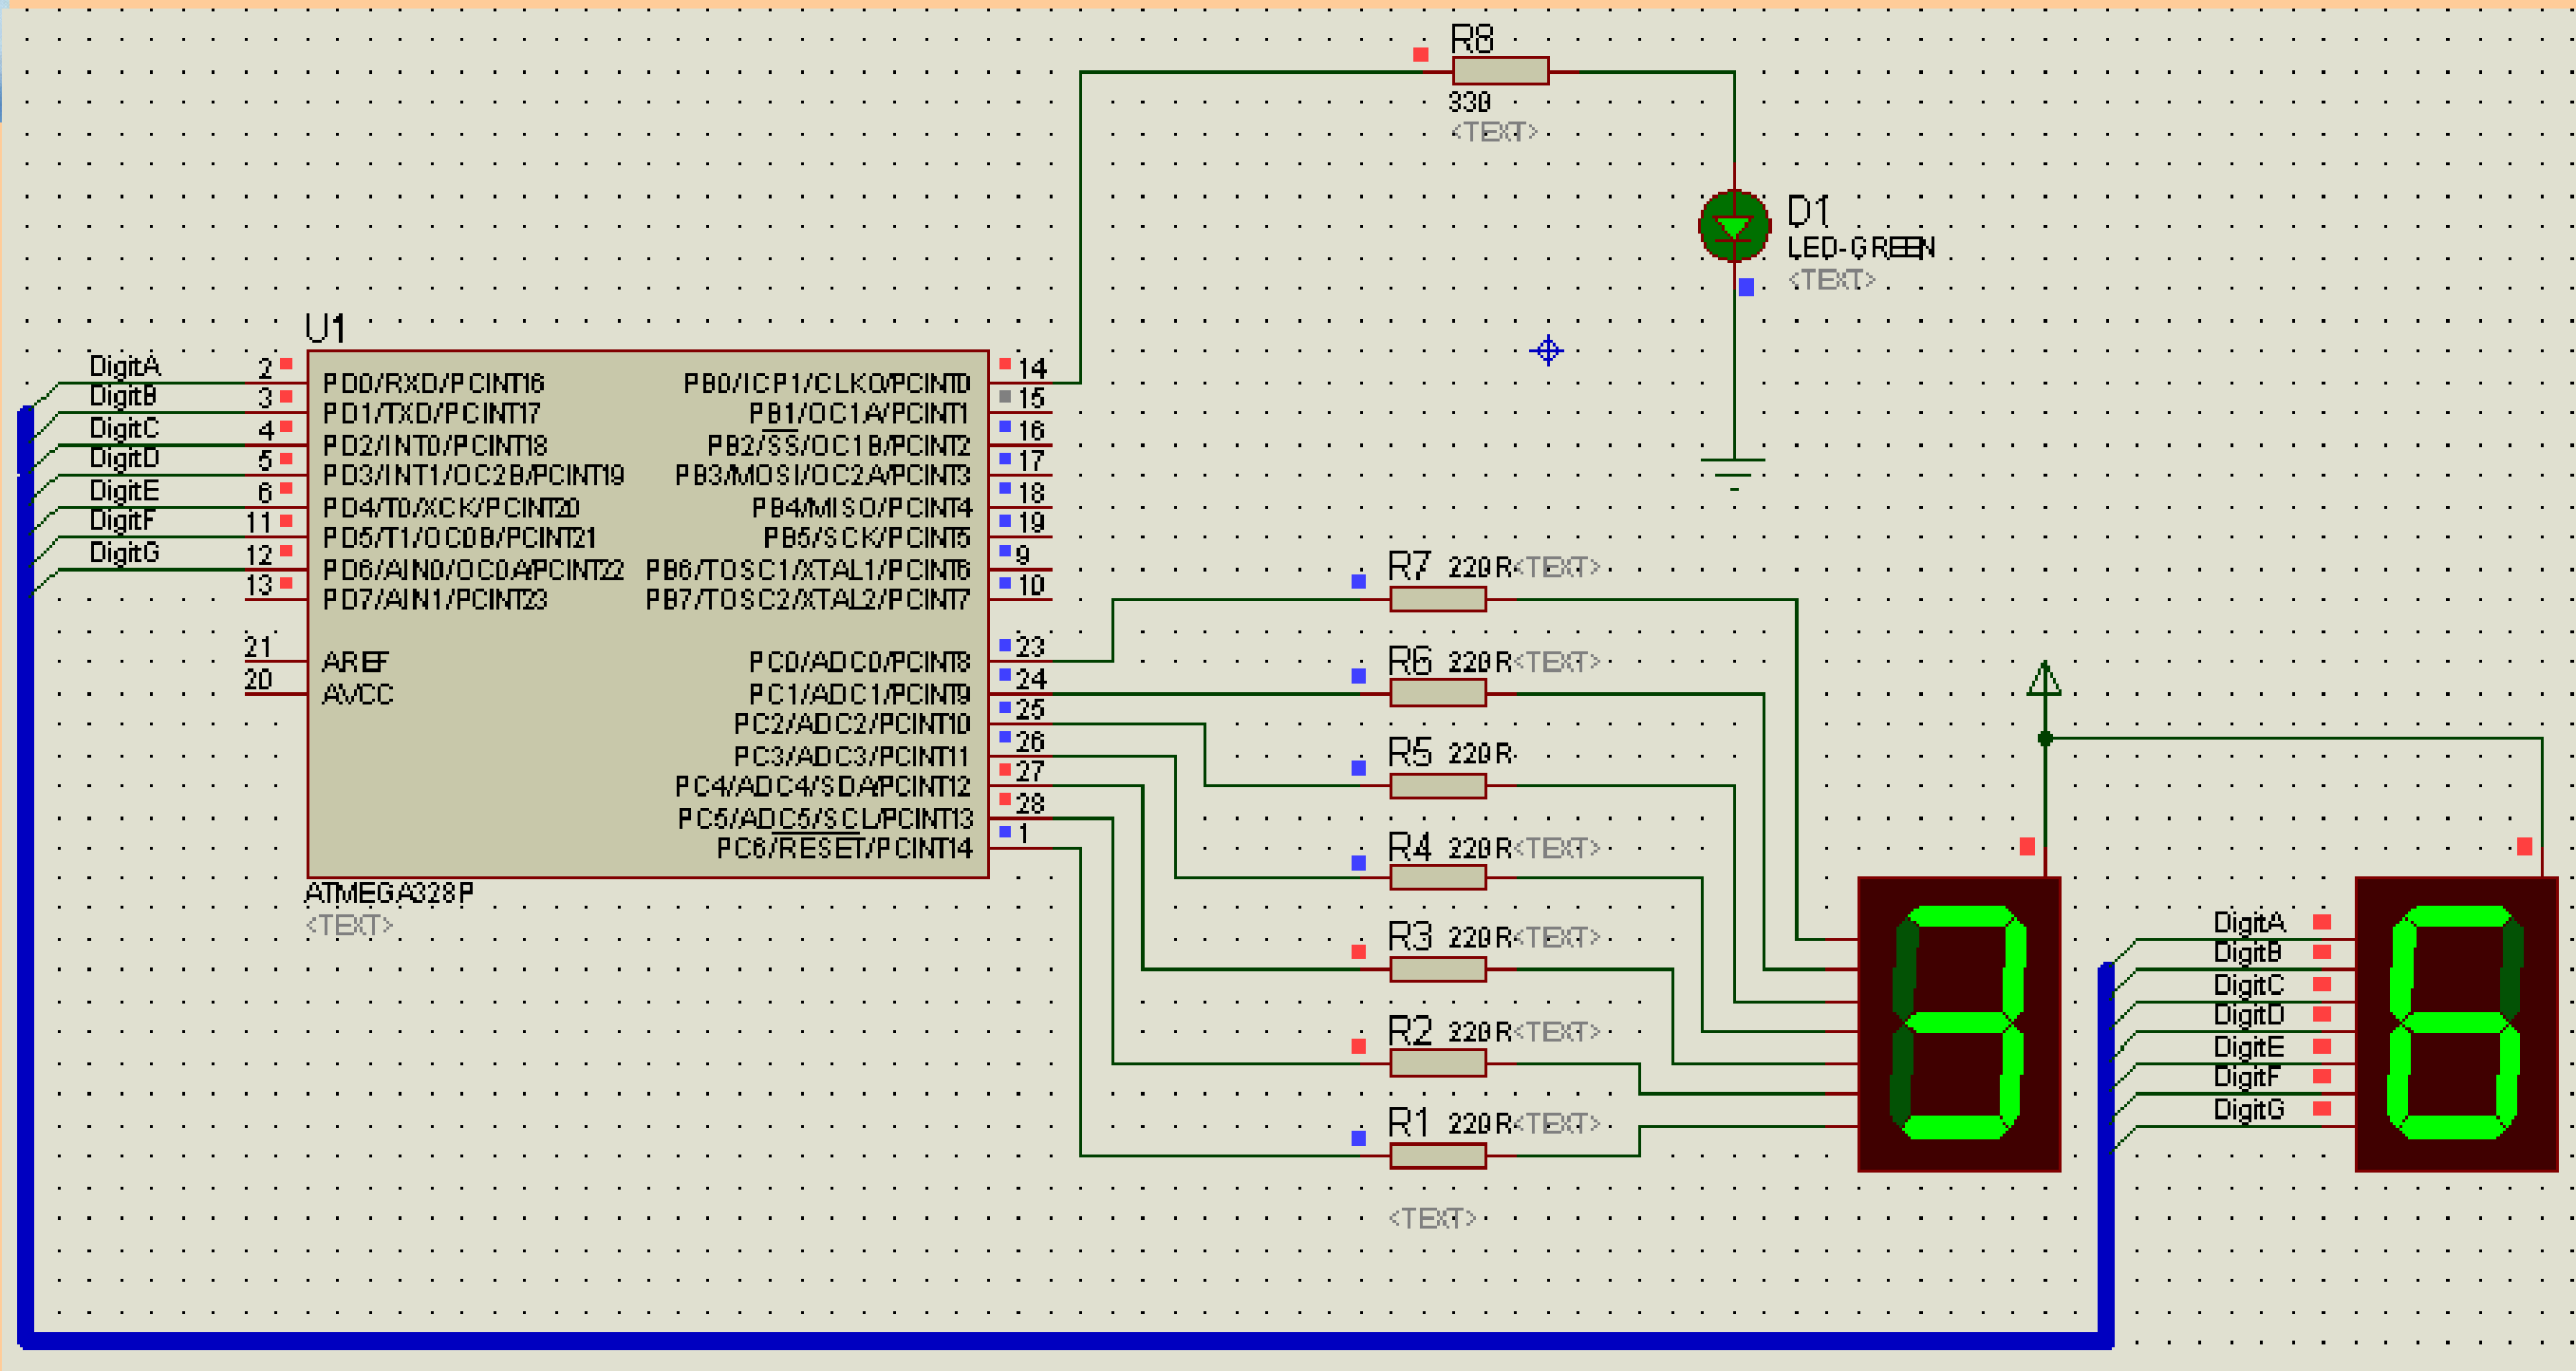 R8
330
<TEXT>
D1
LED-GREEN
<TEXT>
U1
DigitA
DigitB
DigitC
DigitD
DigitE
DigitF
DigitG
2 PD0/RXD/PCINT16
3 PD1/TXD/PCINT17
4 PD2/INT0/PCINT18
5 PD3/INT1/OC2B/PCINT19
6 PD4/T0/XCK/PCINT20
11 PD5/T1/OC0B/PCINT21
12 PD6/AIN0/OC0A/PCINT22
13 PD7/AIN1/PCINT23
21 AREF
20 AVCC
PB0/ICP1/CLKO/PCINT0 14
PB1/OC1A/PCINT1 15
PB2/SS/OC1B/PCINT2 16
PB3/MOSI/OC2A/PCINT3 17
PB4/MISO/PCINT4 18
PB5/SCK/PCINT5 19
PB6/TOSC1/XTAL1/PCINT6 9
PB7/TOSC2/XTAL2/PCINT7 10
PC0/ADC0/PCINT8 23
PC1/ADC1/PCINT9 24
PC2/ADC2/PCINT10 25
PC3/ADC3/PCINT11 26
PC4/ADC4/SDA/PCINT12 27
PC5/ADC5/SCL/PCINT13 28
PC6/RESET/PCINT14 1
ATMEGA328P
<TEXT>
R7 220R<TEXT>
R6 220R<TEXT>
R5 220R
R4 220R<TEXT>
R3 220R<TEXT>
R2 220R<TEXT>
R1 220R<TEXT>
<TEXT>
3
DigitA
DigitB
DigitC
DigitD
DigitE
DigitF
DigitG
6